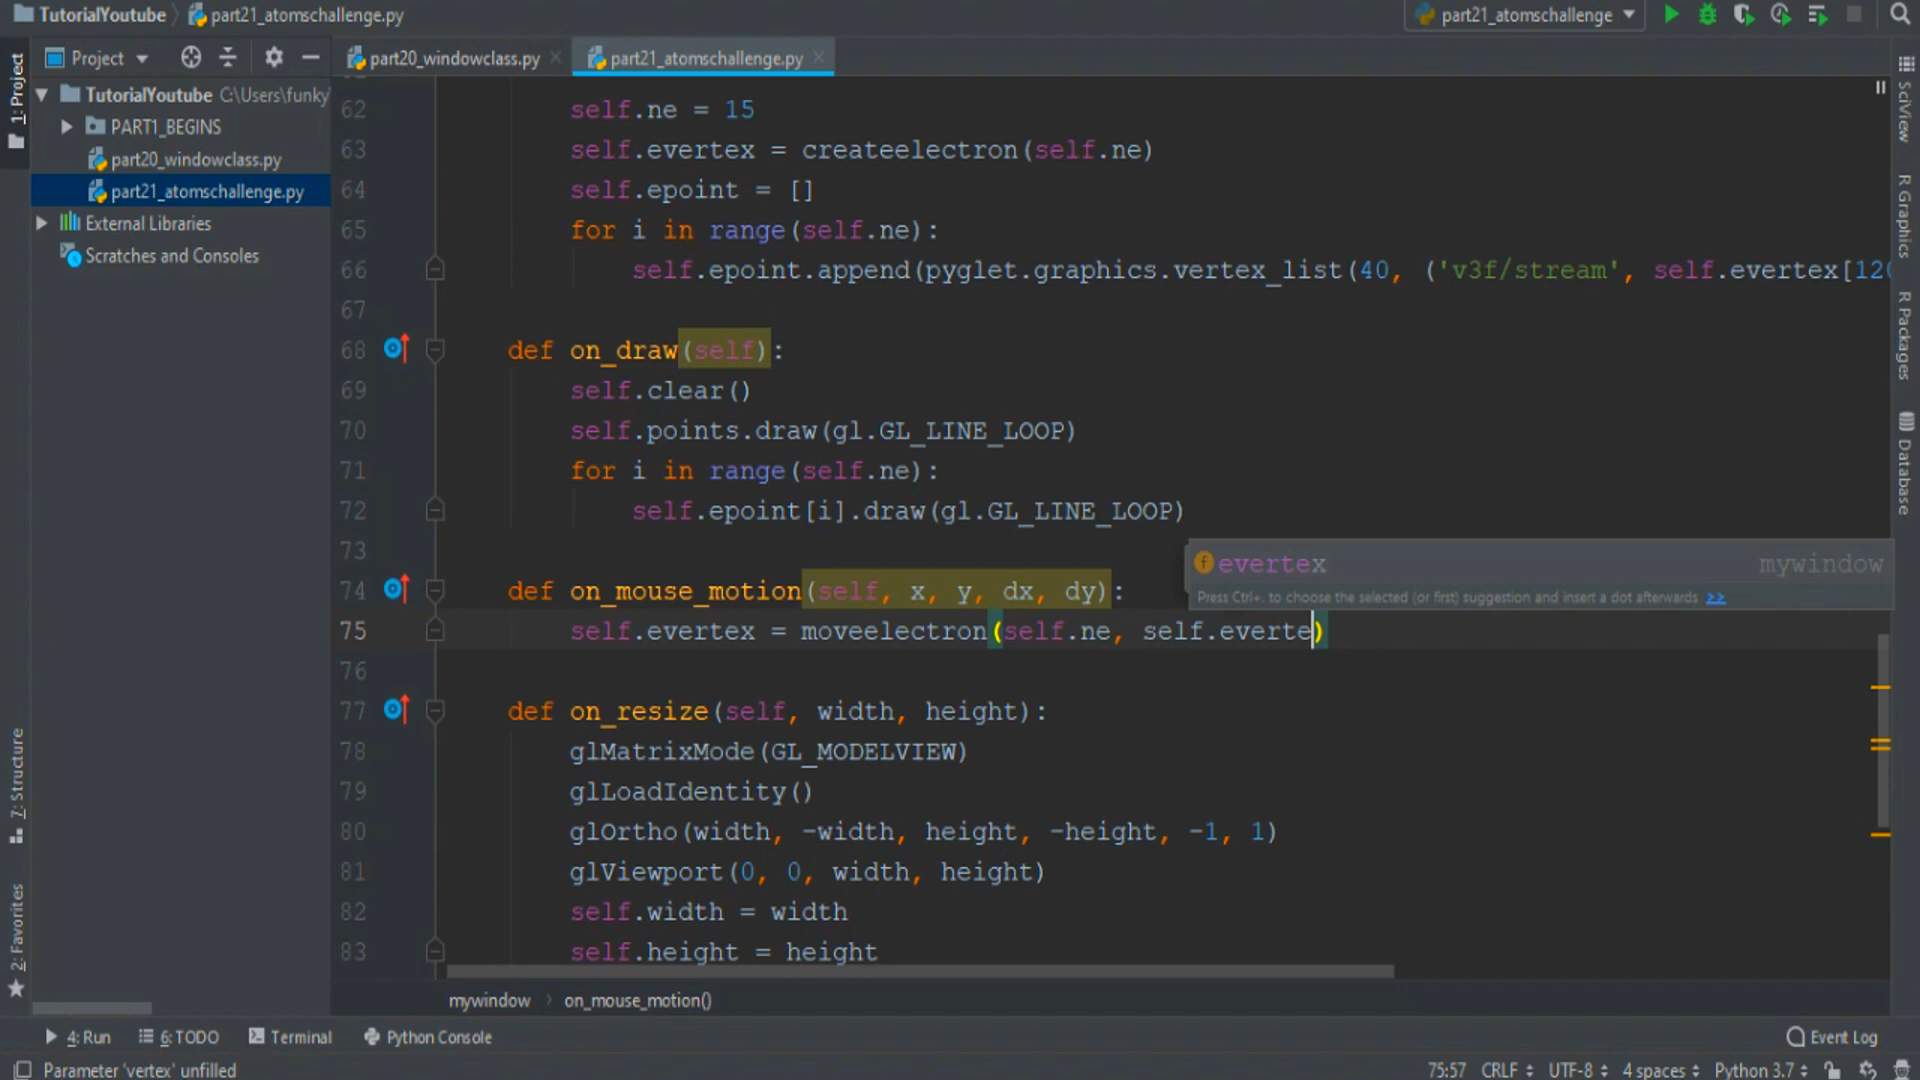 TutorialYoutube > part21_atomschallenge.py
part21_atomschallenge
Project
part20_windowclass.py
part21_atomschallenge.py
1: Project
TutorialYoutube C:\Users\funky
PART1_BEGINS
part20_windowclass.py
part21_atomschallenge.py
External Libraries
Scratches and Consoles
62 self.ne = 15
63 self.evertex = createelectron(self.ne)
64 self.epoint = []
65 for i in range(self.ne):
66 self.epoint.append(pyglet.graphics.vertex_list(40, ('v3f/stream', self.evertex[120
67
68 def on_draw(self):
69 self.clear()
70 self.points.draw(gl.GL_LINE_LOOP)
71 for i in range(self.ne):
72 self.epoint[i].draw(gl.GL_LINE_LOOP)
73
evertex mywindow
Press Ctrl+. to choose the selected (or first) suggestion and insert a dot afterwards >>
74 def on_mouse_motion(self, x, y, dx, dy):
75 self.evertex = moveelectron(self.ne, self.everte)
76
77 def on_resize(self, width, height):
78 glMatrixMode(GL_MODELVIEW)
79 glLoadIdentity()
80 glOrtho(width, -width, height, -height, -1, 1)
81 glViewport(0, 0, width, height)
82 self.width = width
83 self.height = height
mywindow > on_mouse_motion()
SciView
R Graphics
R Packages
Database
7: Structure
2: Favorites
4: Run
6: TODO
Terminal
Python Console
Event Log
Parameter 'vertex' unfilled
75:57 CRLF UTF-8 4 spaces Python 3.7